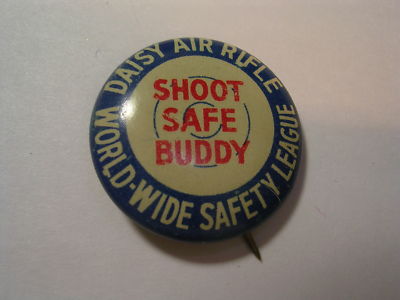 DAISY AIR RIFLE
SHOOT
SAFE
BUDDY
WORLD-WIDE SAFETY LEAGUE